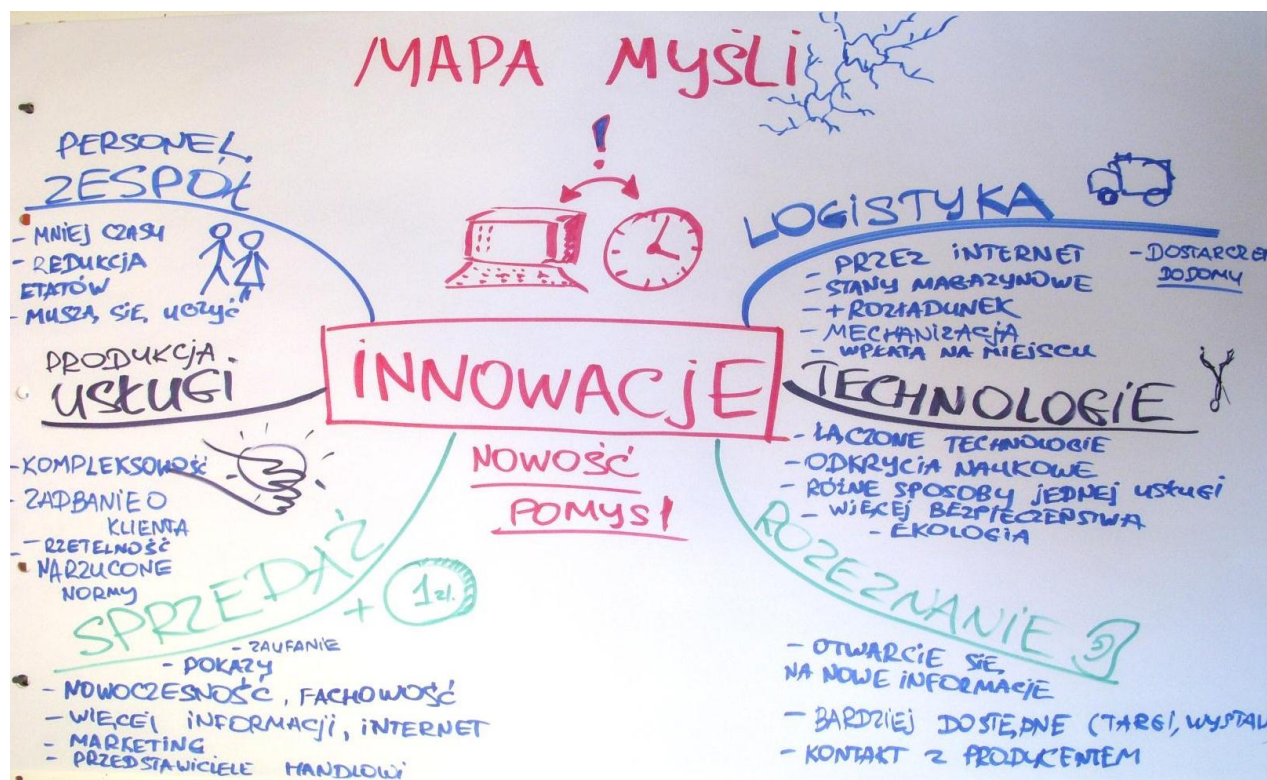 MAPA MYŚLI
!
PERSONEL,
ZESPÓŁ
- MNIEJ CZASU
- REDUKCJA
ETATÓW
- MUSZĄ SIĘ UCZYĆ
PRODUKCJA
USŁUGI
- KOMPLEKSOWOŚĆ
- ZADBANIE O
KLIENTA
- RZETELNOŚĆ
- NARZUCONE
NORMY
SPRZEDAŻ
+ 1 zł.
- ZAUFANIE
- POKAZY
- NOWOCZESNOŚĆ, FACHOWOŚĆ
- WIĘCEJ INFORMACJI, INTERNET
- MARKETING
- PRZEDSTAWICIELE HANDLOWI
INNOWACJE
NOWOŚĆ
POMYSŁ
LOGISTYKA
- PRZEZ INTERNET
- STANY MAGAZYNOWE
- + ROZŁADUNEK
- MECHANIZACJA
- WPŁATA NA MIEJSCU
- DOSTARCZEN
DO DOMU
TECHNOLOGIE
- ŁĄCZONE TECHNOLOGIE
- ODKRYCIA NAUKOWE
- RÓŻNE SPOSOBY JEDNEJ USŁUGI
- WIĘCEJ BEZPIECZEŃSTWA
- EKOLOGIA
ROZEZNANIE
- OTWARCIE SIĘ
NA NOWE INFORMACJE
- BARDZIEJ DOSTĘPNE (TARGI, WYSTAW
- KONTAKT Z PRODUCENTEM